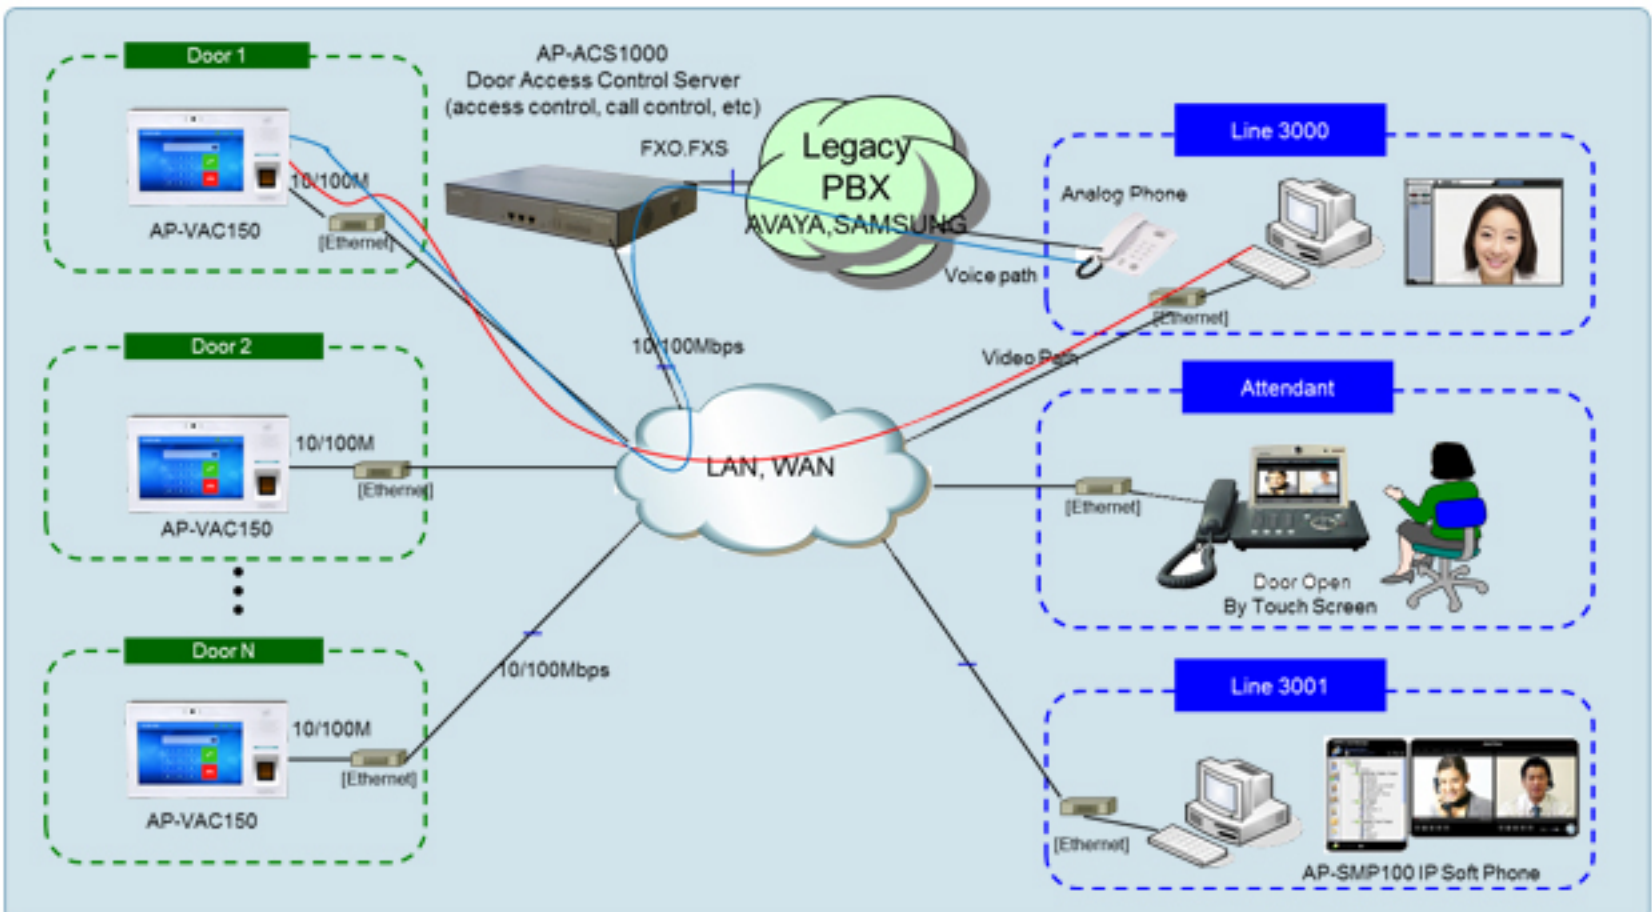 Door 1
10/100M
AP-VAC150
[Ethernet]
AP-ACS1000
Door Access Control Server
(access control, call control, etc)
FXO.FXS
Legacy
PBX
AVAYA,SAMSUNG
Voice path
Line 3000
Analog Phone
[Ethernet]
Video Path
10/100Mbps
Door 2
10/100M
[Ethernet]
AP-VAC150
LAN, WAN
Attendant
[Ethernet]
Door Open
By Touch Screen
Door N
10/100M
[Ethernet]
AP-VAC150
10/100Mbps
Line 3001
[Ethernet]
AP-SMP100 IP Soft Phone